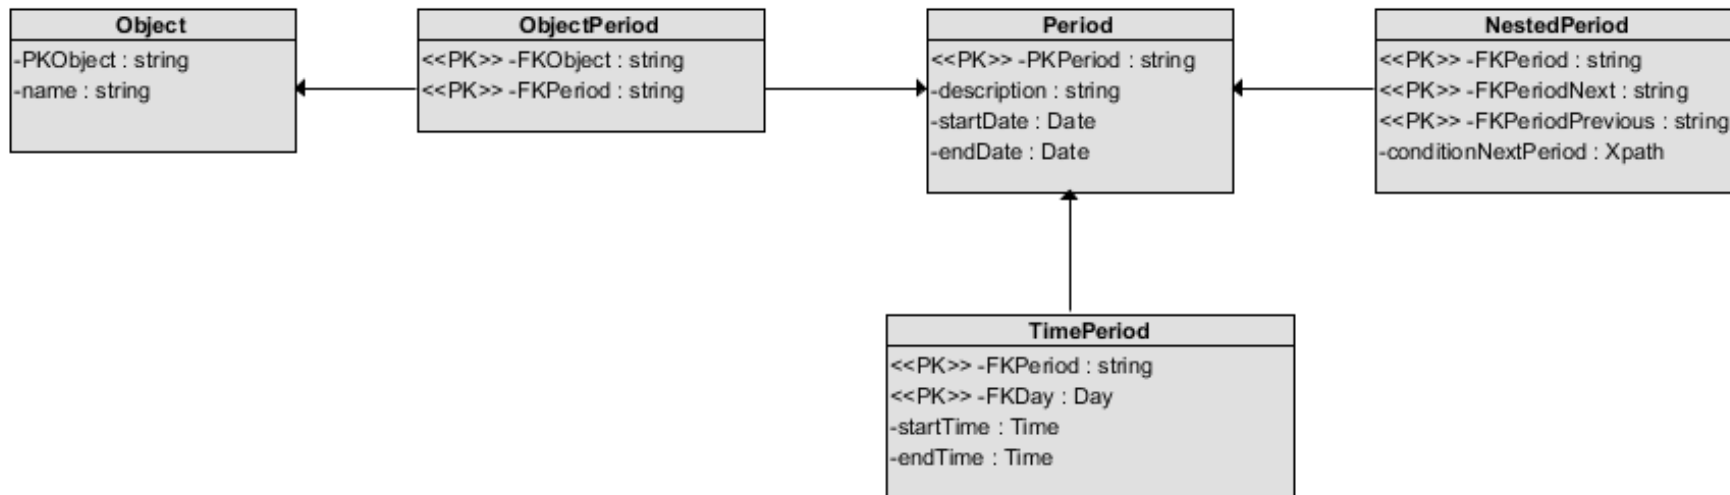 Object
-PKObject : string
-name : string
ObjectPeriod
<<PK>> -FKObject : string
<<PK>> -FKPeriod : string
Period
<<PK>> -PKPeriod : string
-description : string
-startDate : Date
-endDate : Date
NestedPeriod
<<PK>> -FKPeriod : string
<<PK>> -FKPeriodNext : string
<<PK>> -FKPeriodPrevious : string
-conditionNextPeriod : Xpath
TimePeriod
<<PK>> -FKPeriod : string
<<PK>> -FKDay : Day
-startTime : Time
-endTime : Time